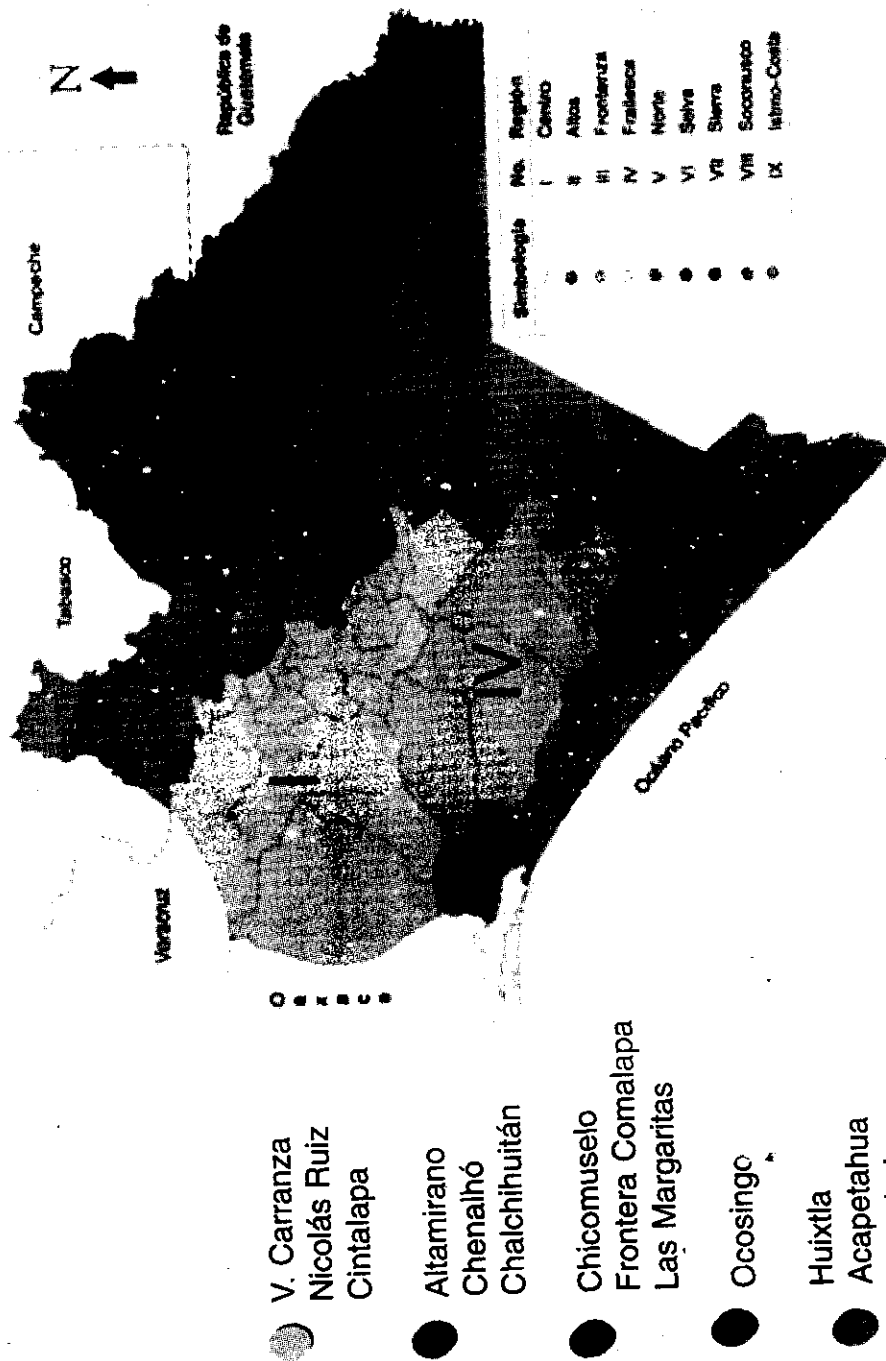 N
Campeche
República de
Guatemala
Tabasco
Veracruz
O
a
x
a
c
a
I
IV
Océano Pacífico
Simbología No. Región
I Centro
II Altos
III Fronteriza
IV Frailesca
V Norte
VI Selva
VII Sierra
VIII Soconusco
IX Istmo-Costa
V. Carranza
Nicolás Ruiz
Cintalapa
Altamirano
Chenalhó
Chalchihuitán
Chicomuselo
Frontera Comalapa
Las Margaritas
Ocosingo
Huixtla
Acapetahua